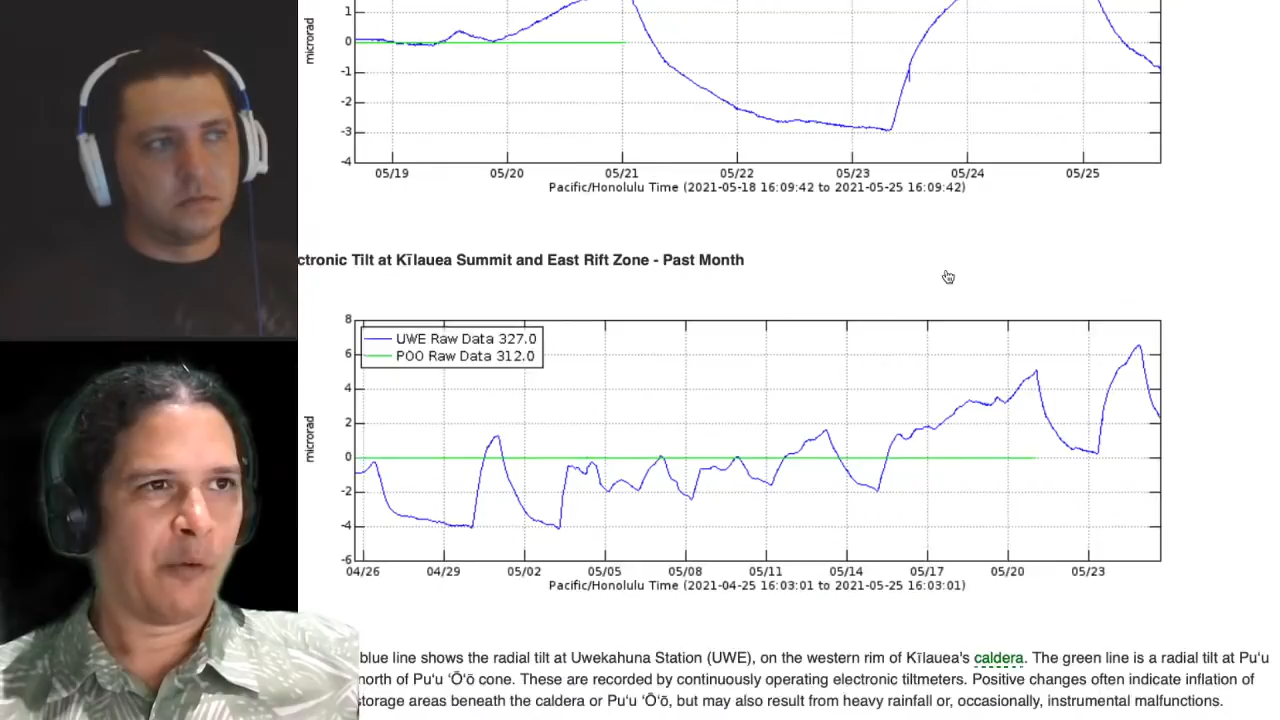 1
0
-1
-2
-3
-4
microrad
05/19 05/20 05/21 05/22 05/23 05/24 05/25
Pacific/Honolulu Time (2021-05-18 16:09:42 to 2021-05-25 16:09:42)
ctronic Tilt at Kīlauea Summit and East Rift Zone - Past Month
8
6
4
2
0
-2
-4
-6
microrad
UWE Raw Data 327.0
POO Raw Data 312.0
04/26 04/29 05/02 05/05 05/08 05/11 05/14 05/17 05/20 05/23
Pacific/Honolulu Time (2021-04-25 16:03:01 to 2021-05-25 16:03:01)
blue line shows the radial tilt at Uwekahuna Station (UWE), on the western rim of Kīlauea's caldera. The green line is a radial tilt at Puʻu
north of Puʻu ʻŌʻō cone. These are recorded by continuously operating electronic tiltmeters. Positive changes often indicate inflation of
storage areas beneath the caldera or Puʻu ʻŌʻō, but may also result from heavy rainfall or, occasionally, instrumental malfunctions.